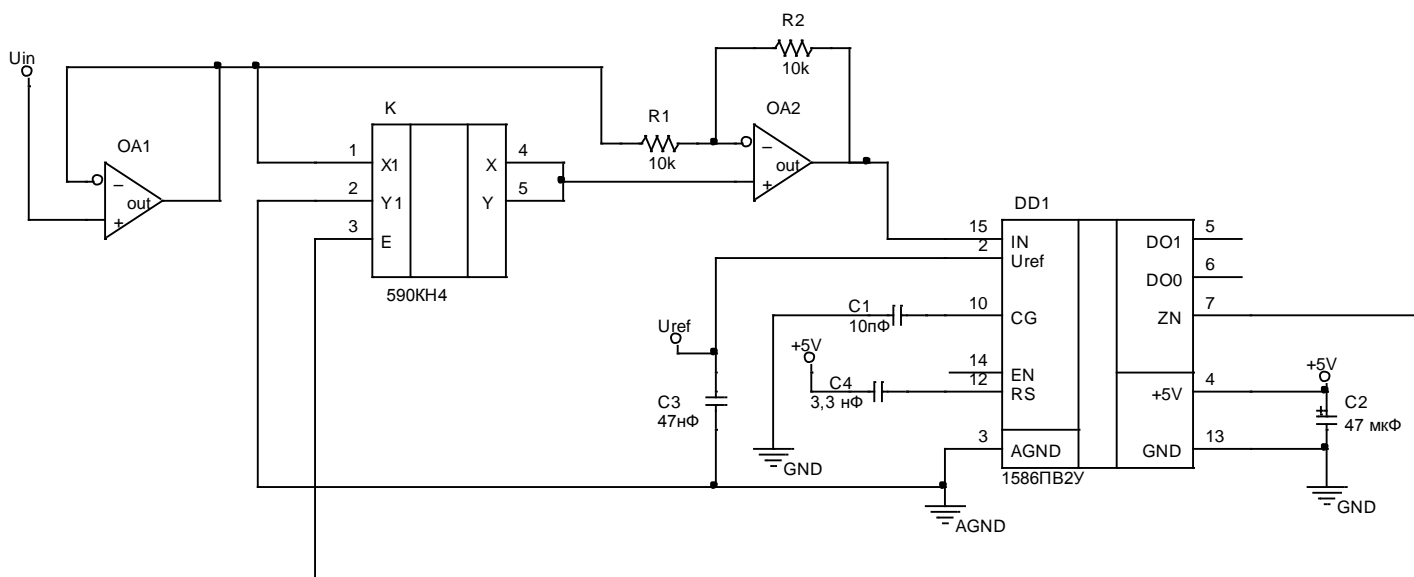 R2
Uin
10k
K
R1
OA2
OA1
10k
−
out
+
1
X1
X
4
2
Y1
Y
5
3
E
590КН4
−
out
+
DD1
15
IN
DO1
5
2
Uref
DO0
6
C1
10пФ
10
CG
ZN
7
Uref
+5V
14
EN
C4
3,3 нФ
12
RS
+5V
4
+5V
C3
47нФ
C2
47 мкФ
+
3
AGND
GND
13
1586ПВ2У
GND
AGND
GND